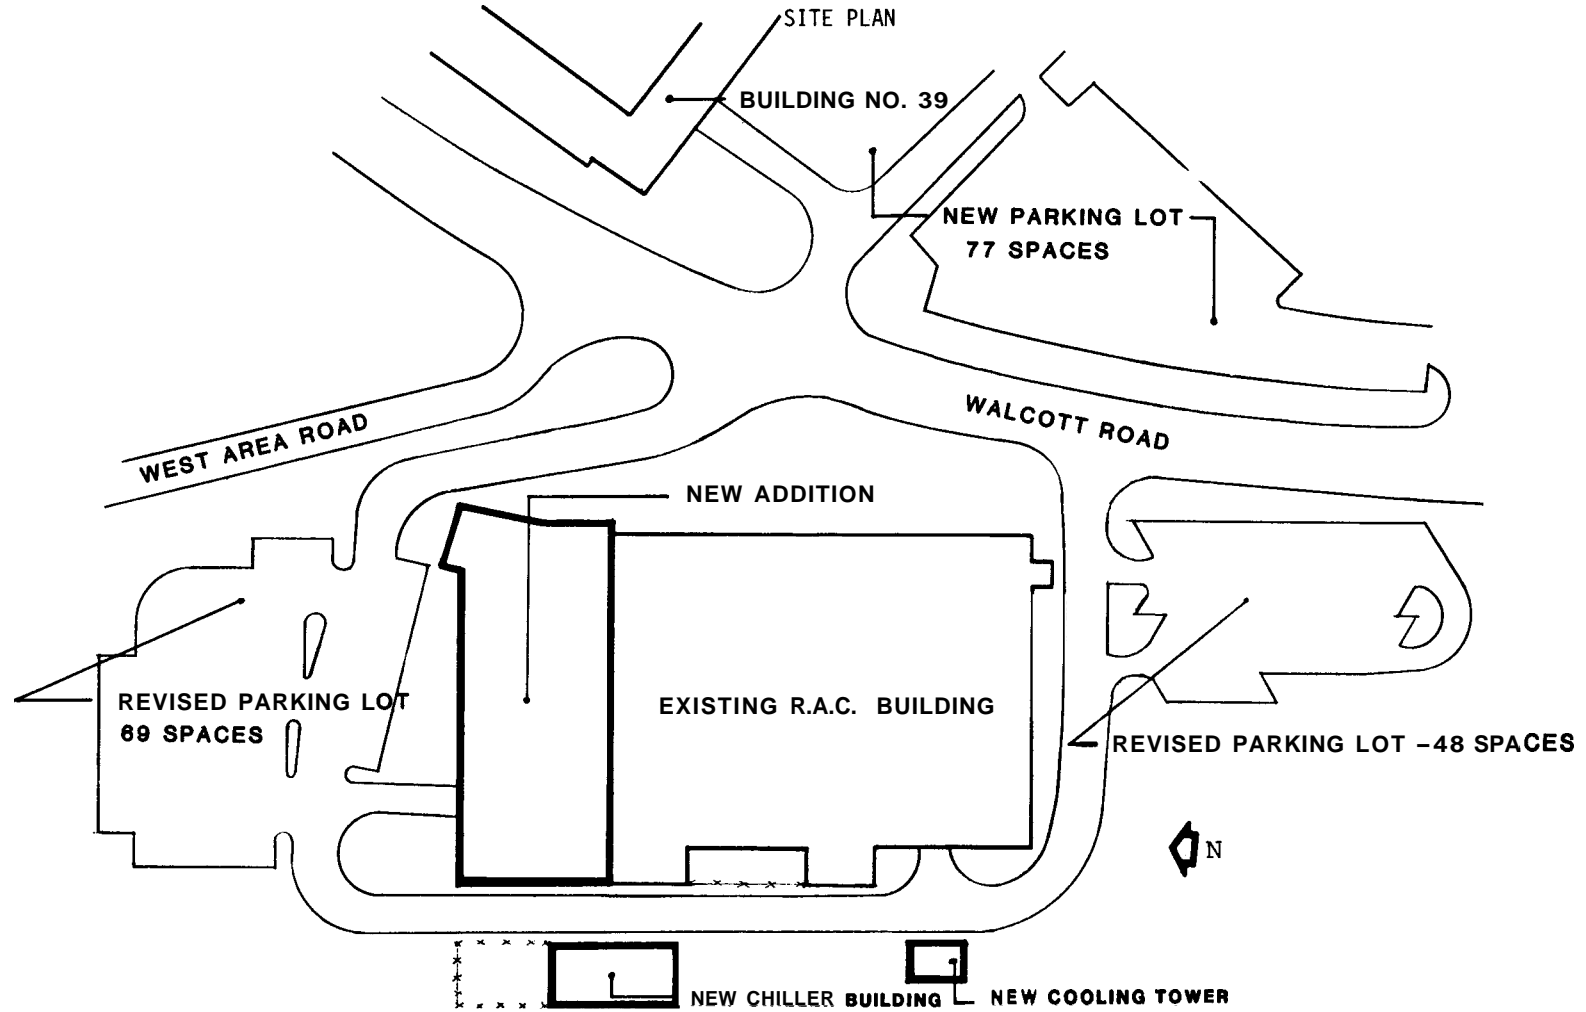 SITE PLAN
BUILDING NO. 39
NEW PARKING LOT
77 SPACES
WALCOTT ROAD
WEST AREA ROAD
NEW ADDITION
REVISED PARKING LOT
69 SPACES
EXISTING R.A.C. BUILDING
REVISED PARKING LOT –48 SPACES
N
NEW CHILLER BUILDING
NEW COOLING TOWER